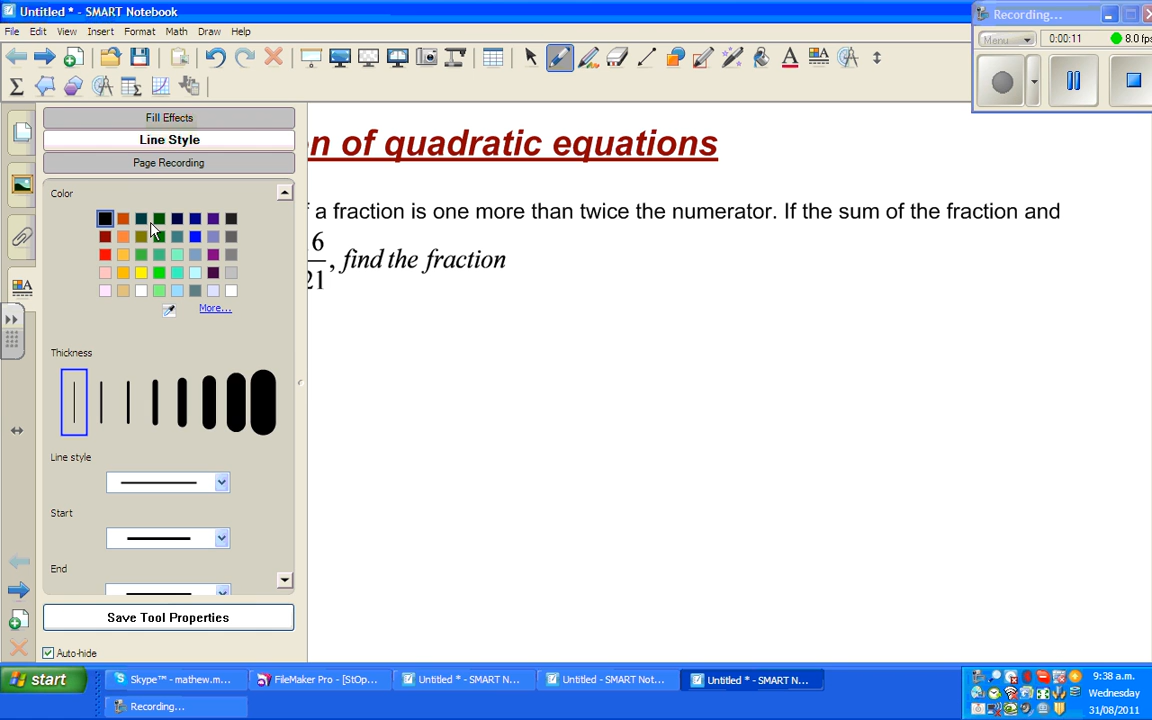 Untitled * - SMART Notebook
File Edit View Insert Format Math Draw Help
Recording...
Menu 0:00:11 8.0 fps
Fill Effects
Line Style
Page Recording
Color
More...
Thickness
Line style
Start
End
Save Tool Properties
Auto-hide
n of quadratic equations
f a fraction is one more than twice the numerator. If the sum of the fraction and
6
21, find the fraction
start
Skype™ - mathew.m...
FileMaker Pro - [StOp...
Untitled * - SMART N...
Untitled - SMART Not...
Untitled * - SMART N...
Recording...
9:38 a.m.
Wednesday
31/08/2011